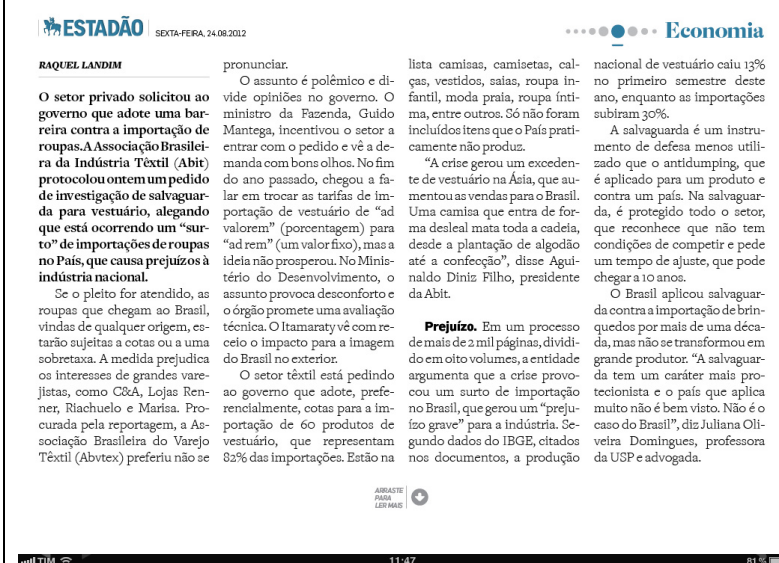 ESTADÃO SEXTA-FEIRA, 24.08.2012
Economia
RAQUEL LANDIM
O setor privado solicitou ao
governo que adote uma bar-
reira contra a importação de
roupas. A Associação Brasilei-
ra da Indústria Têxtil (Abit)
protocolou ontem um pedido
de investigação de salvaguar-
da para vestuário, alegando
que está ocorrendo um “sur-
to” de importações de roupas
no País, que causa prejuízos à
indústria nacional.
Se o pleito for atendido, as
roupas que chegam ao Brasil,
vindas de qualquer origem, es-
tarão sujeitas a cotas ou a uma
sobretaxa. A medida prejudica
os interesses de grandes vare-
jistas, como C&A, Lojas Ren-
ner, Riachuelo e Marisa. Pro-
curada pela reportagem, a As-
sociação Brasileira do Varejo
Têxtil (Abvtex) preferiu não se
pronunciar.
O assunto é polêmico e di-
vide opiniões no governo. O
ministro da Fazenda, Guido
Mantega, incentivou o setor a
entrar com o pedido e vê a de-
manda com bons olhos. No fim
do ano passado, chegou a fa-
lar em trocar as tarifas de im-
portação de vestuário de “ad
valorem” (porcentagem) para
“ad rem” (um valor fixo), mas a
ideia não prosperou. No Minis-
tério do Desenvolvimento, o
assunto provoca desconforto e
o órgão promete uma avaliação
técnica. O Itamaraty vê com re-
ceio o impacto para a imagem
do Brasil no exterior.
O setor têxtil está pedindo
ao governo que adote, prefe-
rencialmente, cotas para a im-
portação de 60 produtos de
vestuário, que representam
82% das importações. Estão na
lista camisas, camisetas, cal-
ças, vestidos, saias, roupa in-
fantil, moda praia, roupa ínti-
ma, entre outros. Só não foram
incluídos itens que o País prati-
camente não produz.
“A crise gerou um exceden-
te de vestuário na Ásia, que au-
mentou as vendas para o Brasil.
Uma camisa que entra de for-
ma desleal mata toda a cadeia,
desde a plantação de algodão
até a confecção”, disse Agui-
naldo Diniz Filho, presidente
da Abit.
Prejuízo. Em um processo
de mais de 2 mil páginas, dividi-
do em oito volumes, a entidade
argumenta que a crise provo-
cou um surto de importação
no Brasil, que gerou um “preju-
ízo grave” para a indústria. Se-
gundo dados do IBGE, citados
nos documentos, a produção
nacional de vestuário caiu 13%
no primeiro semestre deste
ano, enquanto as importações
subiram 30%.
A salvaguarda é um instru-
mento de defesa menos utili-
zado que o antidumping, que
é aplicado para um produto e
contra um país. Na salvaguar-
da, é protegido todo o setor,
que reconhece que não tem
condições de competir e pede
um tempo de ajuste, que pode
chegar a 10 anos.
O Brasil aplicou salvaguar-
da contra a importação de brin-
quedos por mais de uma déca-
da, mas não se transformou em
grande produtor. “A salvaguar-
da tem um caráter mais pro-
tecionista e o país que aplica
muito não é bem visto. Não é o
caso do Brasil”, diz Juliana Oli-
veira Domingues, professora
da USP e advogada.
ARRASTE
PARA
LER MAIS
TIM 11:47 81%